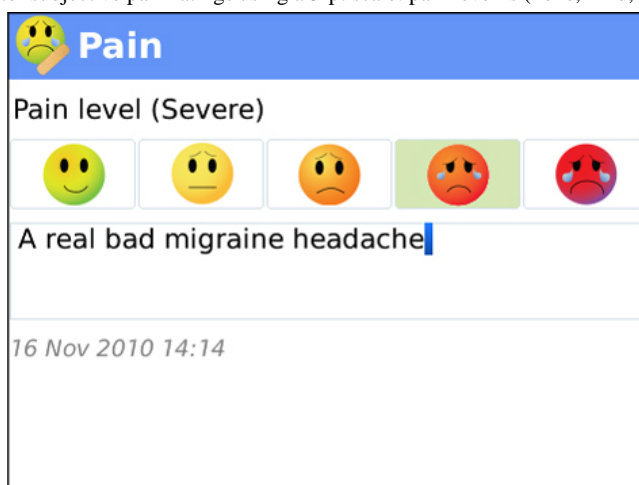 Pain
Pain level (Severe)
A real bad migraine headache
16 Nov 2010 14:14